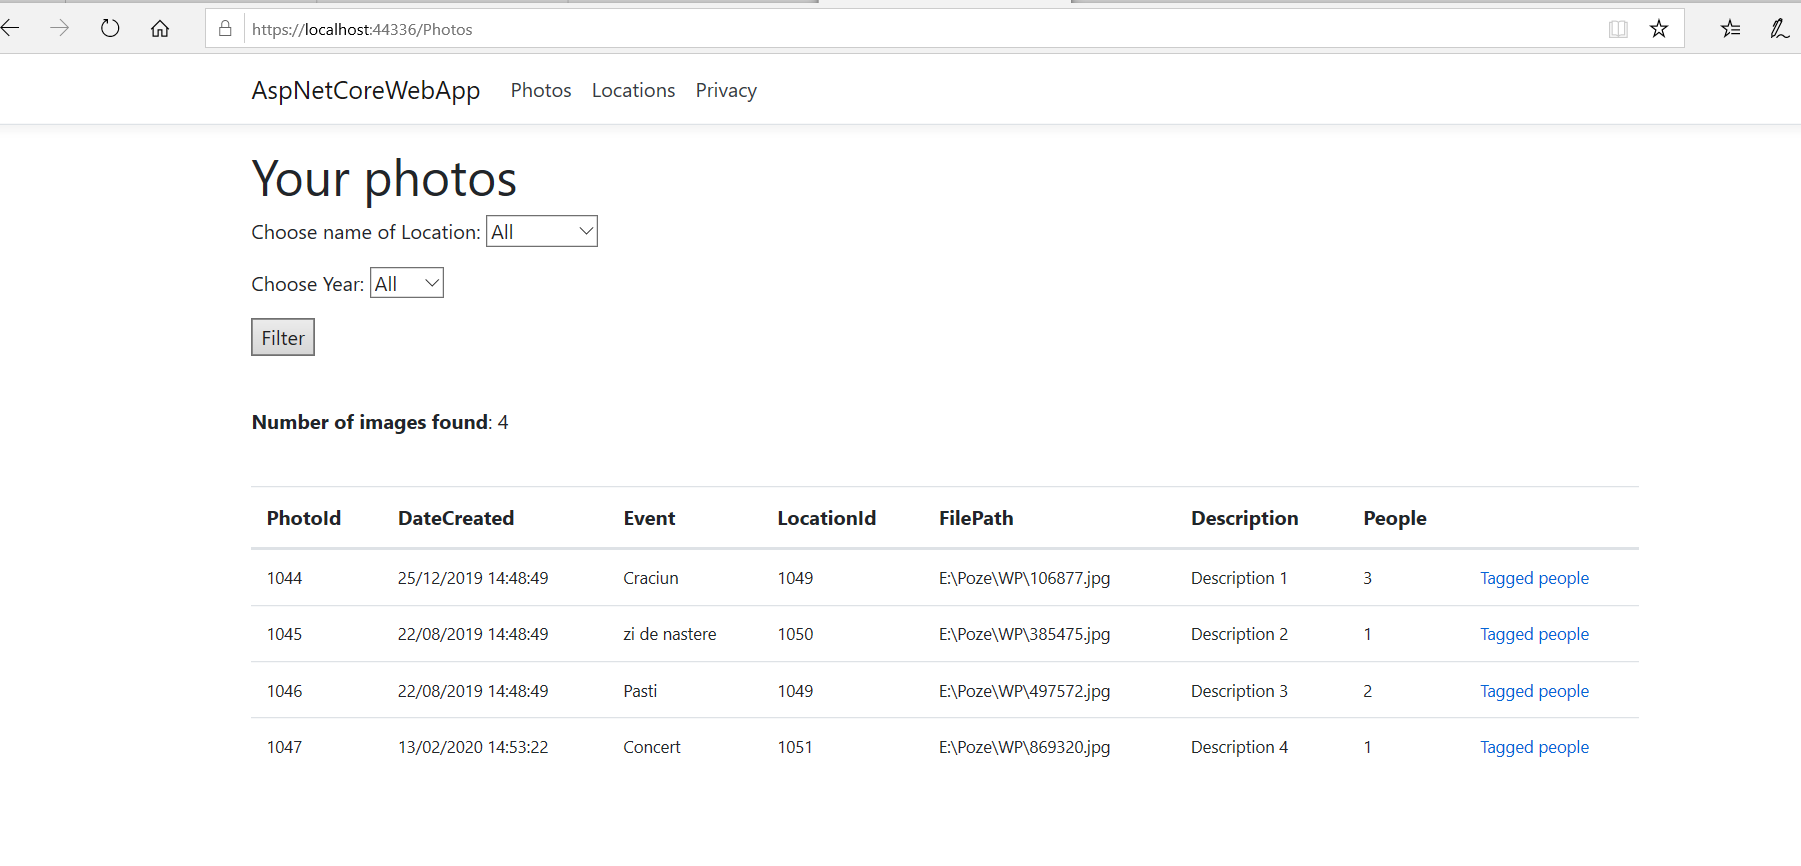 https://localhost:44336/Photos
AspNetCoreWebApp Photos Locations Privacy
Your photos
Choose name of Location: All
Choose Year: All
Filter
Number of images found: 4
PhotoId DateCreated Event LocationId FilePath Description People
1044 25/12/2019 14:48:49 Craciun 1049 E:\Poze\WP\106877.jpg Description 1 3 Tagged people
1045 22/08/2019 14:48:49 zi de nastere 1050 E:\Poze\WP\385475.jpg Description 2 1 Tagged people
1046 22/08/2019 14:48:49 Pasti 1049 E:\Poze\WP\497572.jpg Description 3 2 Tagged people
1047 13/02/2020 14:53:22 Concert 1051 E:\Poze\WP\869320.jpg Description 4 1 Tagged people